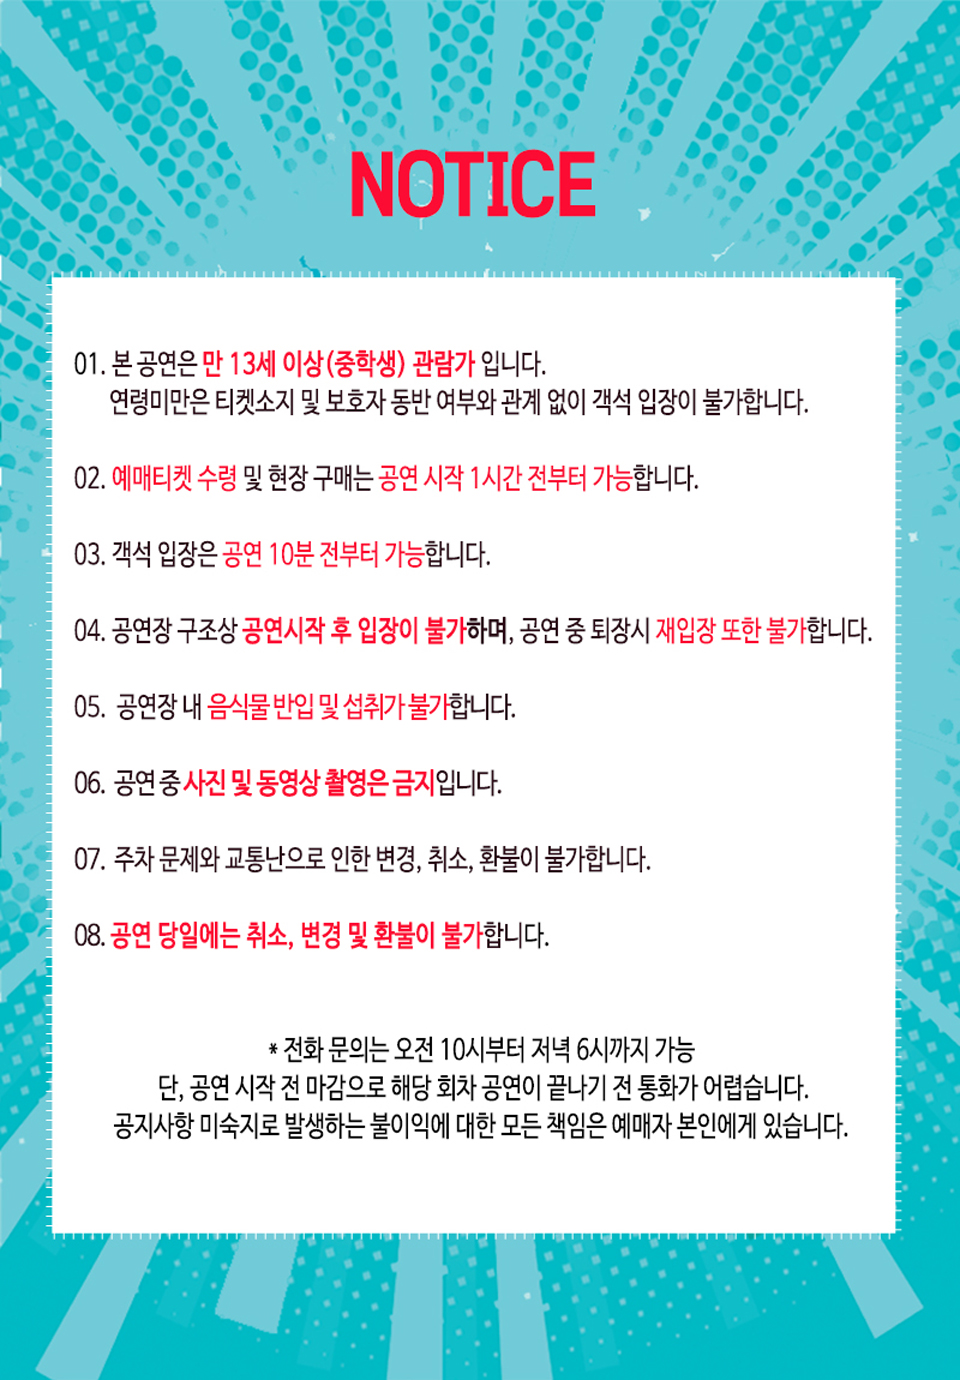 NOTICE
01. 본 공연은 만 13세 이상(중학생) 관람가 입니다.
연령미만은 티켓소지 및 보호자 동반 여부와 관계 없이 객석 입장이 불가합니다.
02. 예매티켓 수령 및 현장 구매는 공연 시작 1시간 전부터 가능합니다.
03. 객석 입장은 공연 10분 전부터 가능합니다.
04. 공연장 구조상 공연시작 후 입장이 불가하며, 공연 중 퇴장시 재입장 또한 불가합니다.
05. 공연장 내 음식물 반입 및 섭취가 불가합니다.
06. 공연 중 사진 및 동영상 촬영은 금지입니다.
07. 주차 문제와 교통난으로 인한 변경, 취소, 환불이 불가합니다.
08. 공연 당일에는 취소, 변경 및 환불이 불가합니다.
* 전화 문의는 오전 10시부터 저녁 6시까지 가능
단, 공연 시작 전 마감으로 해당 회차 공연이 끝나기 전 통화가 어렵습니다.
공지사항 미숙지로 발생하는 불이익에 대한 모든 책임은 예매자 본인에게 있습니다.